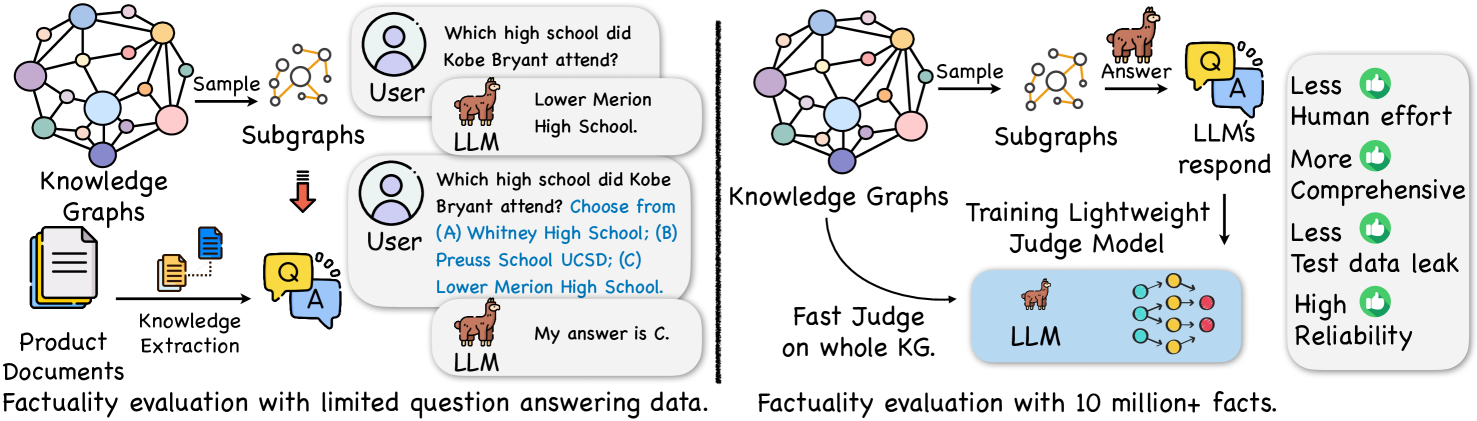 Sample
Knowledge
Graphs
Subgraphs
Product
Documents
Knowledge
Extraction
Q
A
User
Which high school did
Kobe Bryant attend?
LLM
Lower Merion
High School.
User
Which high school did Kobe
Bryant attend? Choose from
(A) Whitney High School; (B)
Preuss School UCSD; (C)
Lower Merion High School.
LLM
My answer is C.
Factuality evaluation with limited question answering data.
Knowledge Graphs
Sample
Subgraphs
Answer
Q
A
LLM's
respond
Training Lightweight
Judge Model
Fast Judge
on whole KG.
LLM
Less
Human effort
More
Comprehensive
Less
Test data leak
High
Reliability
Factuality evaluation with 10 million+ facts.